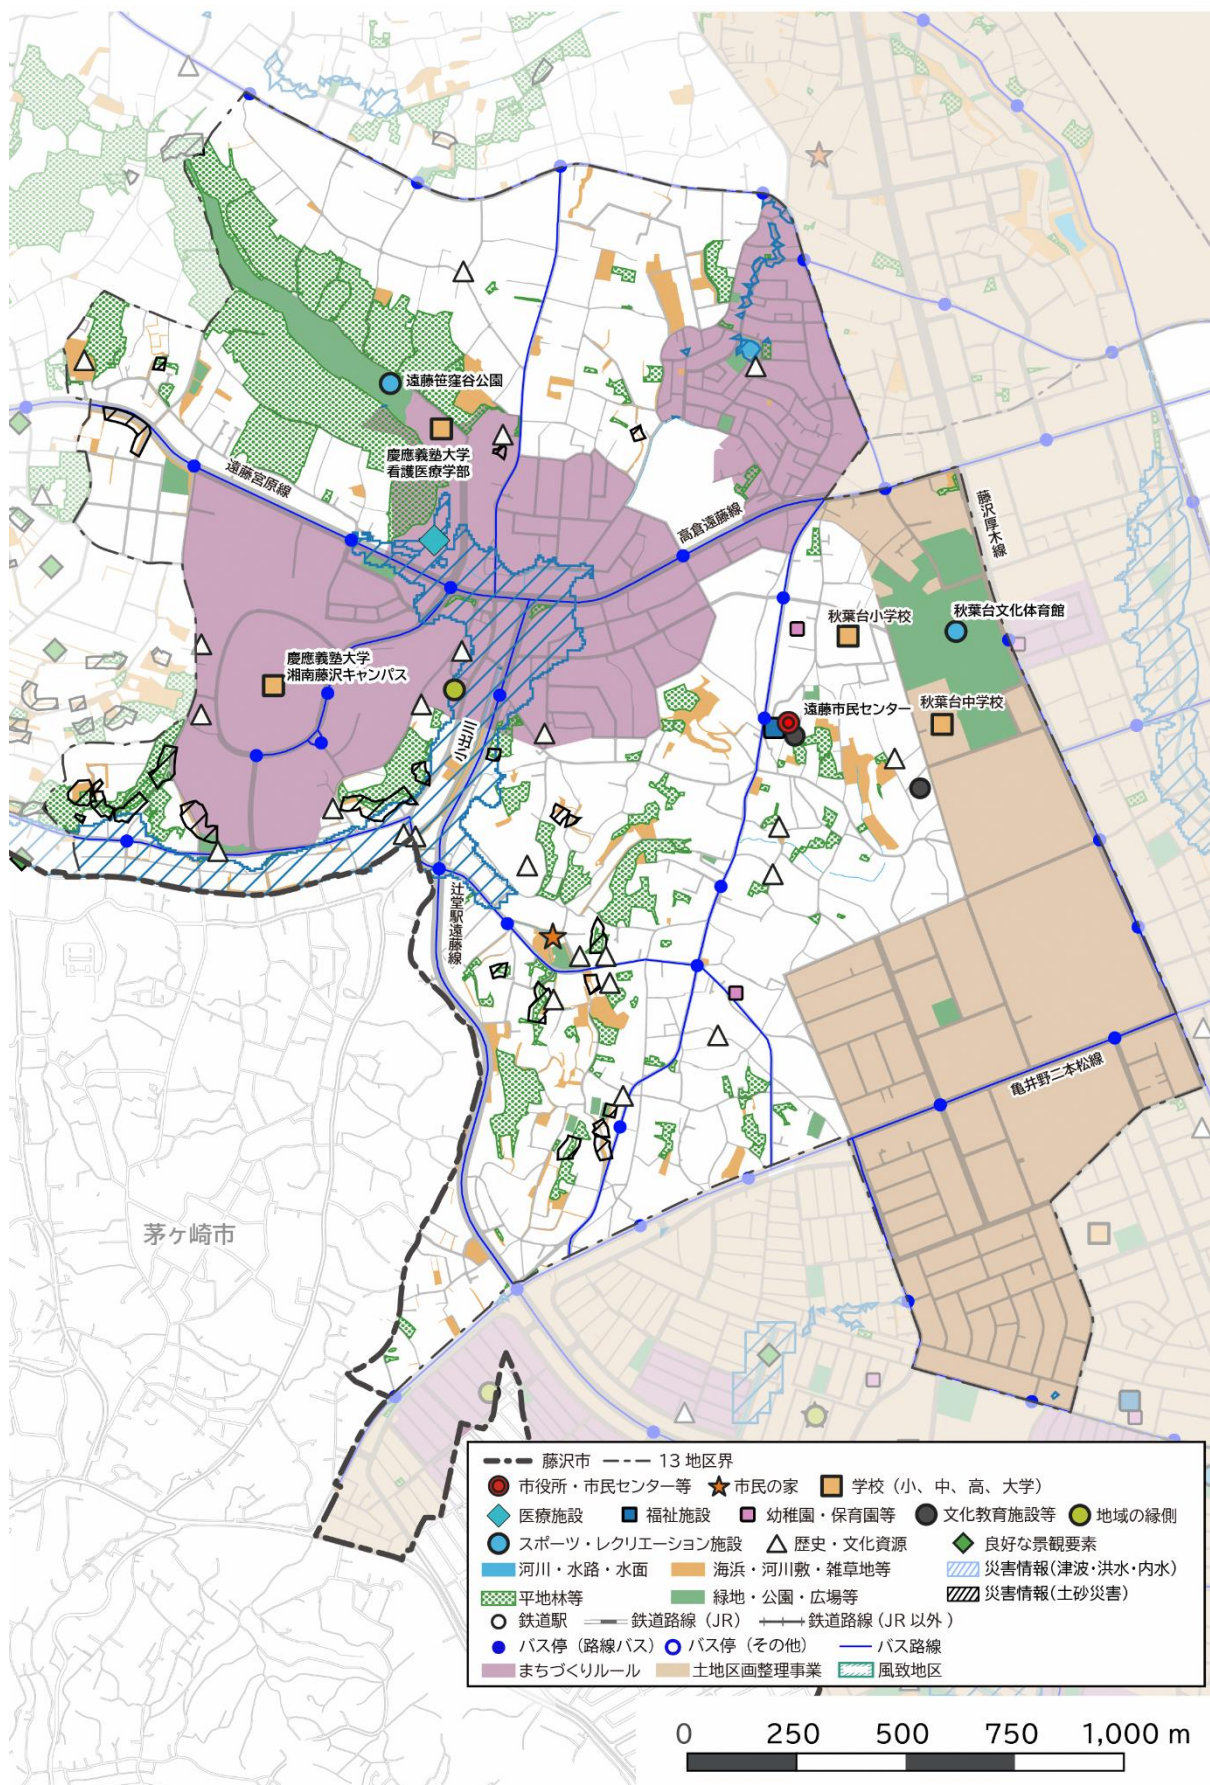 遠藤笹窪谷公園
慶應義塾大学
看護医療学部
遠藤宮原線
高倉遠藤線
藤沢厚木線
秋葉台小学校
秋葉台文化体育館
慶應義塾大学
湘南藤沢キャンパス
遠藤市民センター
秋葉台中学校
小出川
辻堂駅遠藤線
亀井野二本松線
茅ヶ崎市
藤沢市 13地区界
市役所・市民センター等 市民の家 学校（小、中、高、大学）
医療施設 福祉施設 幼稚園・保育園等 文化教育施設等 地域の縁側
スポーツ・レクリエーション施設 歴史・文化資源 良好な景観要素
河川・水路・水面 海浜・河川敷・雑草地等 災害情報（津波・洪水・内水）
平地林等 緑地・公園・広場等 災害情報（土砂災害）
鉄道駅 鉄道路線（JR） 鉄道路線（JR以外）
バス停（路線バス） バス停（その他） バス路線
まちづくりルール 土地区画整理事業 風致地区
0 250 500 750 1,000 m